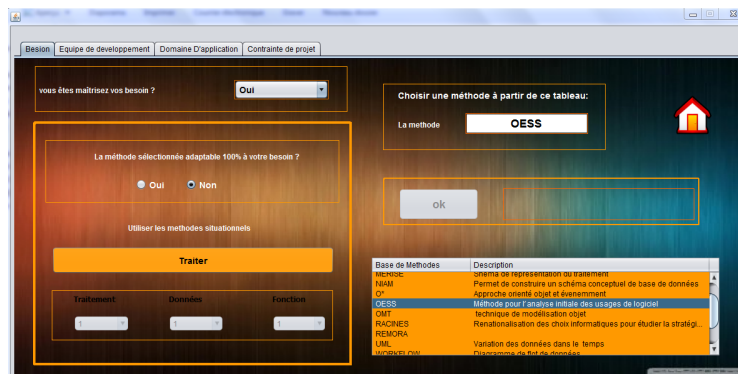 Besion Equipe de developpement Domaine D'application Contrainte de projet
vous êtes maîtrisez vos besoin ? Oui
Choisir une méthode à partir de ce tableau:
La methode OESS
La méthode sélectionnée adaptable 100% à votre besoin ?
Oui Non
ok
Utiliser les methodes situationnels
Traiter
Traitement Données Fonction
1 1 1
Base de Methodes Description
MERISE Shema de representation du traitement
NIAM Permet de construire un schéma conceptuel de base de données
O* Approche orienté objet et évenemment
OESS Méthode pour l'analyse initiale des usages de logiciel
OMT technique de modélisation objet
RACINES Renationalisation des choix informatiques pour étudier la stratégi...
REMORA
UML Variation des données dans le temps
WORKFLOW Diagramme de flot de données